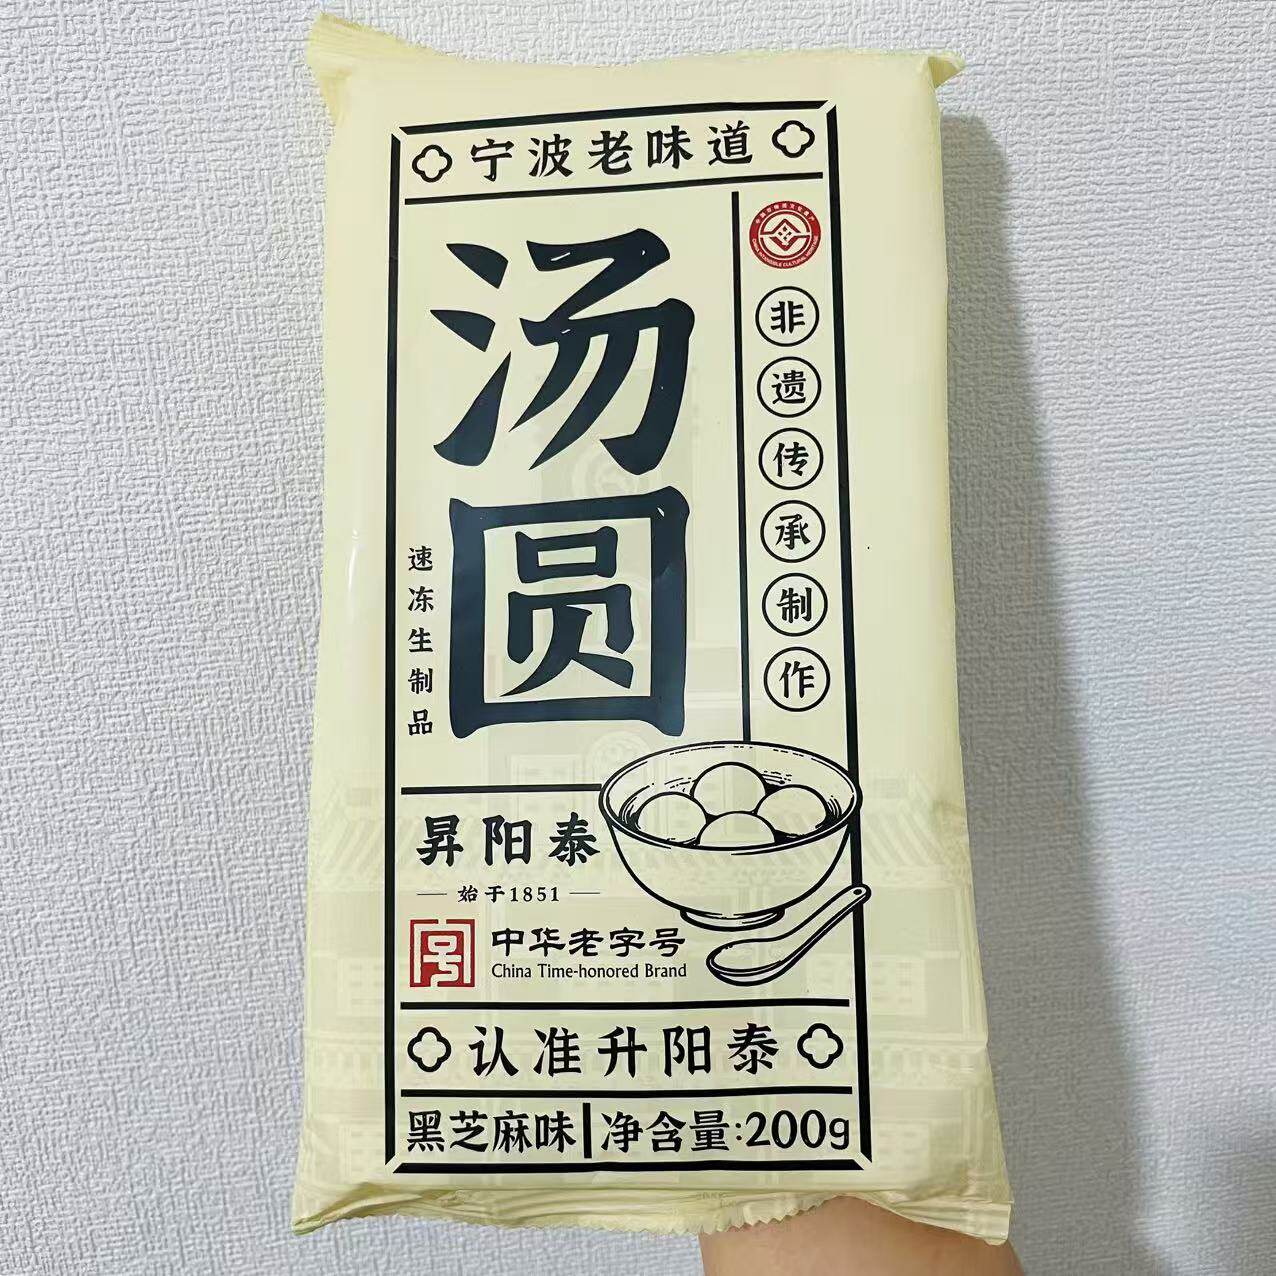 宁波老味道
汤圆
速冻生制品
非遗传承制作
昇阳泰
始于1851
中华老字号
China Time-honored Brand
认准升阳泰
黑芝麻味
净含量:200g